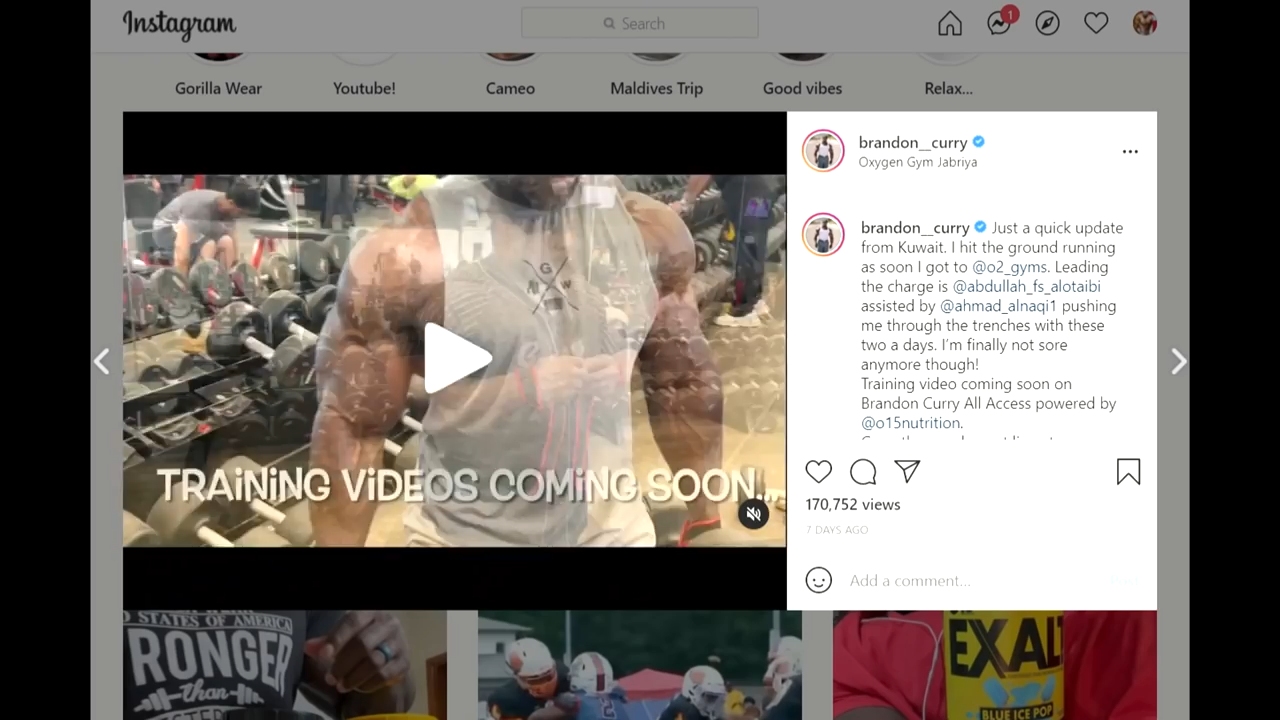 Instagram
Search
1
Gorilla Wear
Youtube!
Cameo
Maldives Trip
Good vibes
Relax...
G
W
TRAINING VIDEOS COMING SOON...
brandon__curry
Oxygen Gym Jabriya
brandon__curry Just a quick update
from Kuwait. I hit the ground running
as soon I got to @o2_gyms. Leading
the charge is @abdullah_fs_alotaibi
assisted by @ahmad_alnaqi1 pushing
me through the trenches with these
two a days. I'm finally not sore
anymore though!
Training video coming soon on
Brandon Curry All Access powered by
@o15nutrition.
170,752 views
7 DAYS AGO
Add a comment...
STATES OF AMERICA
RONGER
than
EXALT
BLUE ICE POP